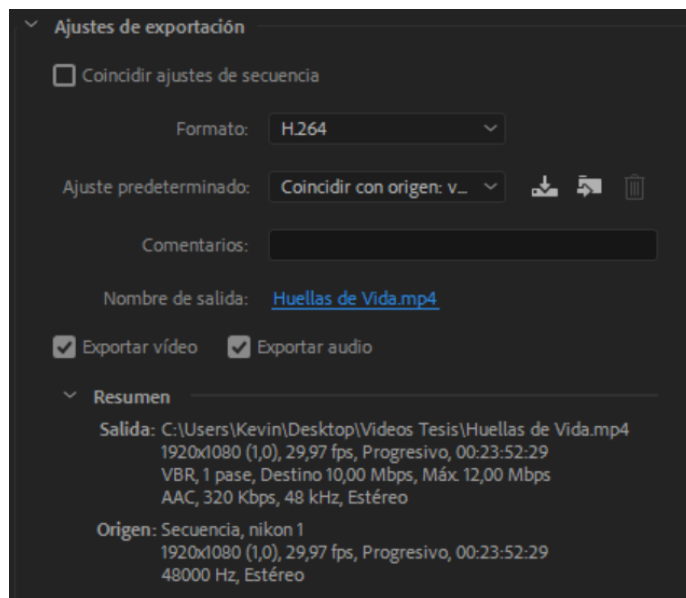 Ajustes de exportación
Coincidir ajustes de secuencia
Formato: H.264
Ajuste predeterminado: Coincidir con origen: v...
Comentarios:
Nombre de salida: Huellas de Vida.mp4
Exportar vídeo Exportar audio
Resumen
Salida: C:\Users\Kevin\Desktop\Videos Tesis\Huellas de Vida.mp4
1920x1080 (1,0), 29,97 fps, Progresivo, 00:23:52:29
VBR, 1 pase, Destino 10,00 Mbps, Máx. 12,00 Mbps
AAC, 320 Kbps, 48 kHz, Estéreo
Origen: Secuencia, nikon 1
1920x1080 (1,0), 29,97 fps, Progresivo, 00:23:52:29
48000 Hz, Estéreo